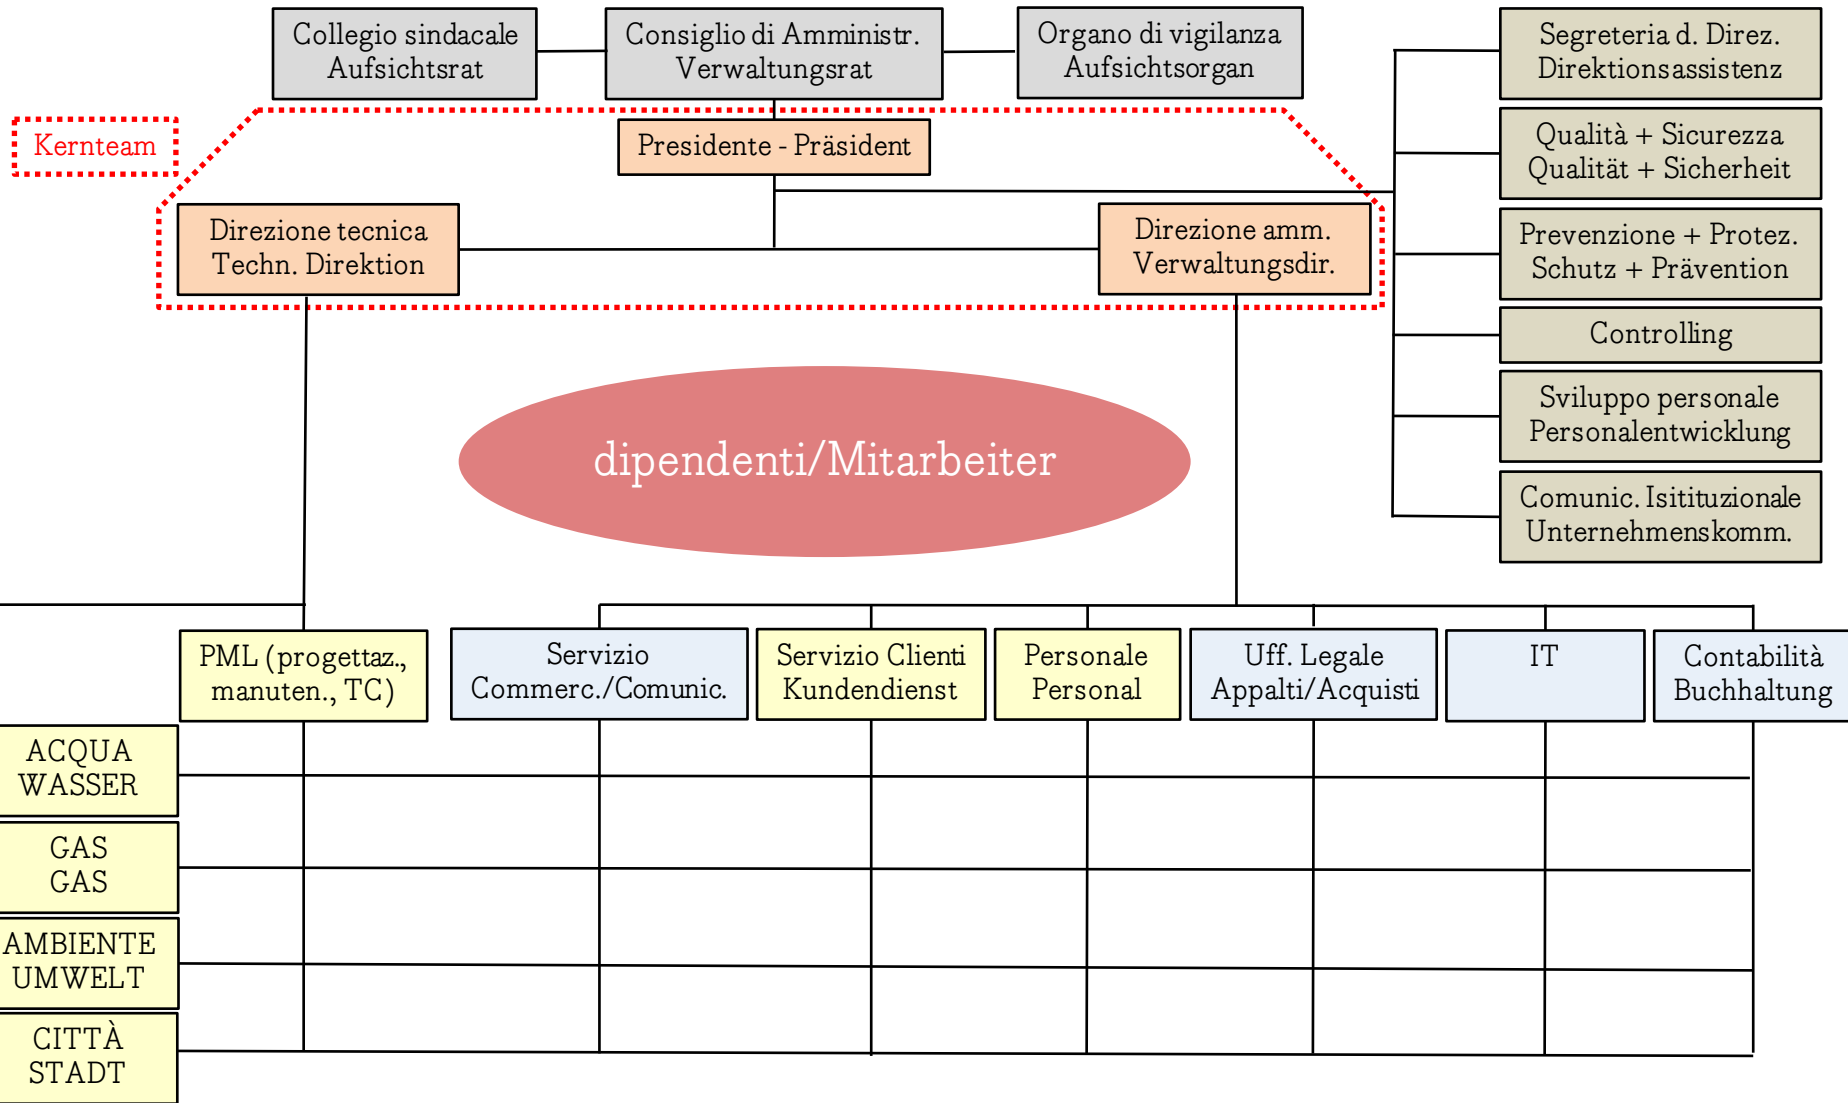 Collegio sindacale
Aufsichtsrat
Consiglio di Amministr.
Verwaltungsrat
Organo di vigilanza
Aufsichtsorgan
Segreteria d. Direz.
Direktionsassistenz
Kernteam
Presidente - Präsident
Qualità + Sicurezza
Qualität + Sicherheit
Direzione tecnica
Techn. Direktion
Direzione amm.
Verwaltungsdir.
Prevenzione + Protez.
Schutz + Prävention
Controlling
Sviluppo personale
Personalentwicklung
dipendenti/Mitarbeiter
Comunic. Isitituzionale
Unternehmenskomm.
PML (progettaz.,
manuten., TC)
Servizio
Commerc./Comunic.
Servizio Clienti
Kundendienst
Personale
Personal
Uff. Legale
Appalti/Acquisti
IT
Contabilità
Buchhaltung
ACQUA
WASSER
GAS
GAS
AMBIENTE
UMWELT
CITTÀ
STADT